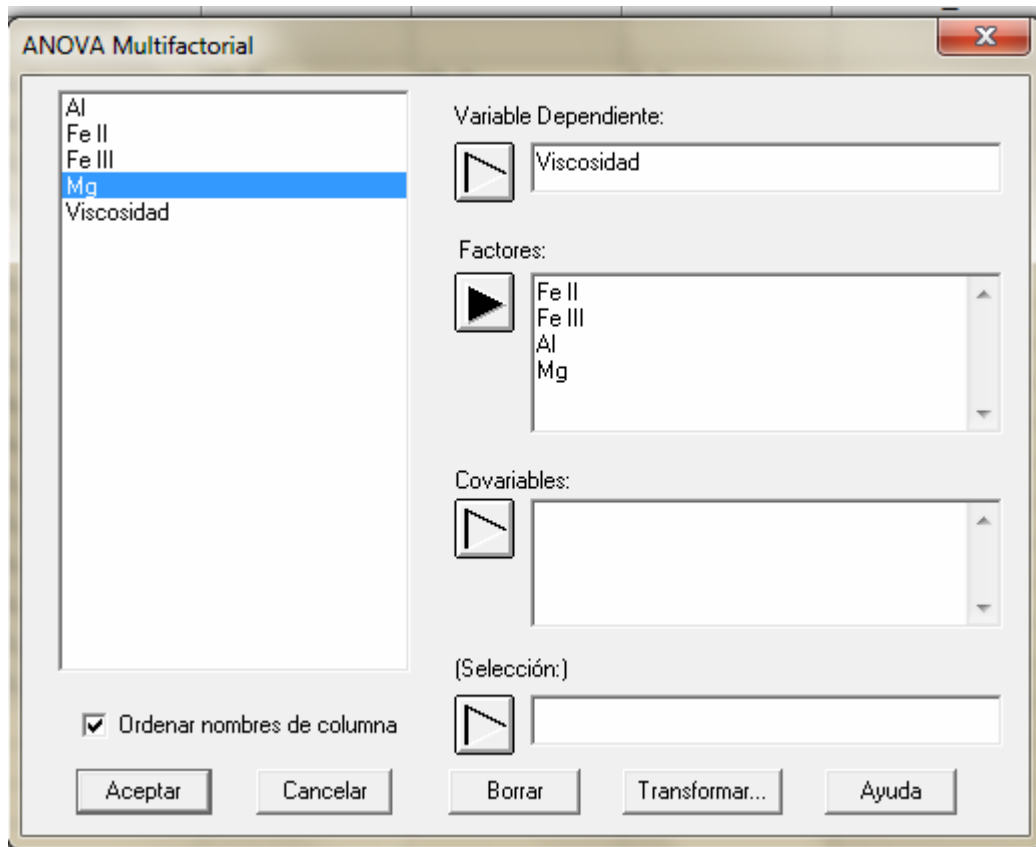 ANOVA Multifactorial
Al
Fe II
Fe III
Mg
Viscosidad
Variable Dependiente:
Viscosidad
Factores:
Fe II
Fe III
Al
Mg
Covariables:
(Selección:)
Ordenar nombres de columna
Aceptar
Cancelar
Borrar
Transformar...
Ayuda